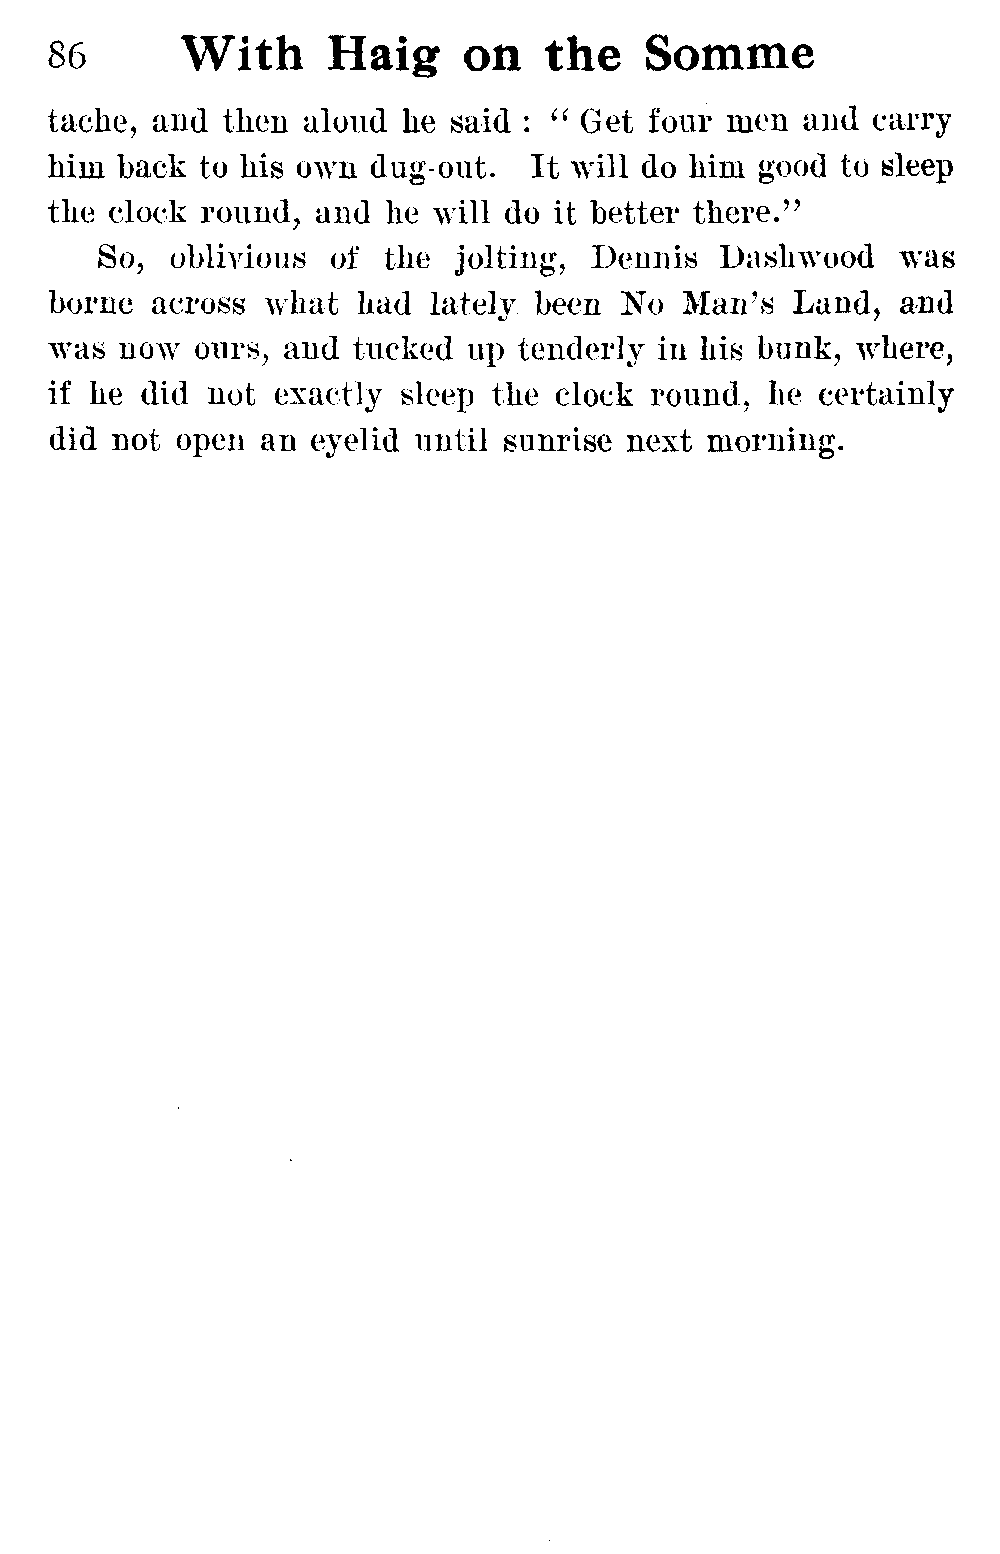 86 With Haig on the Somme
tache, and then aloud he said : “ Get four men and carry
him back to his own dug-out. It will do him good to sleep
the clock round, and he will do it better there.”
So, oblivious of the jolting, Dennis Dashwood was
borne across what had lately been No Man’s Land, and
was now ours, and tucked up tenderly in his bunk, where,
if he did not exactly sleep the clock round, he certainly
did not open an eyelid until sunrise next morning.